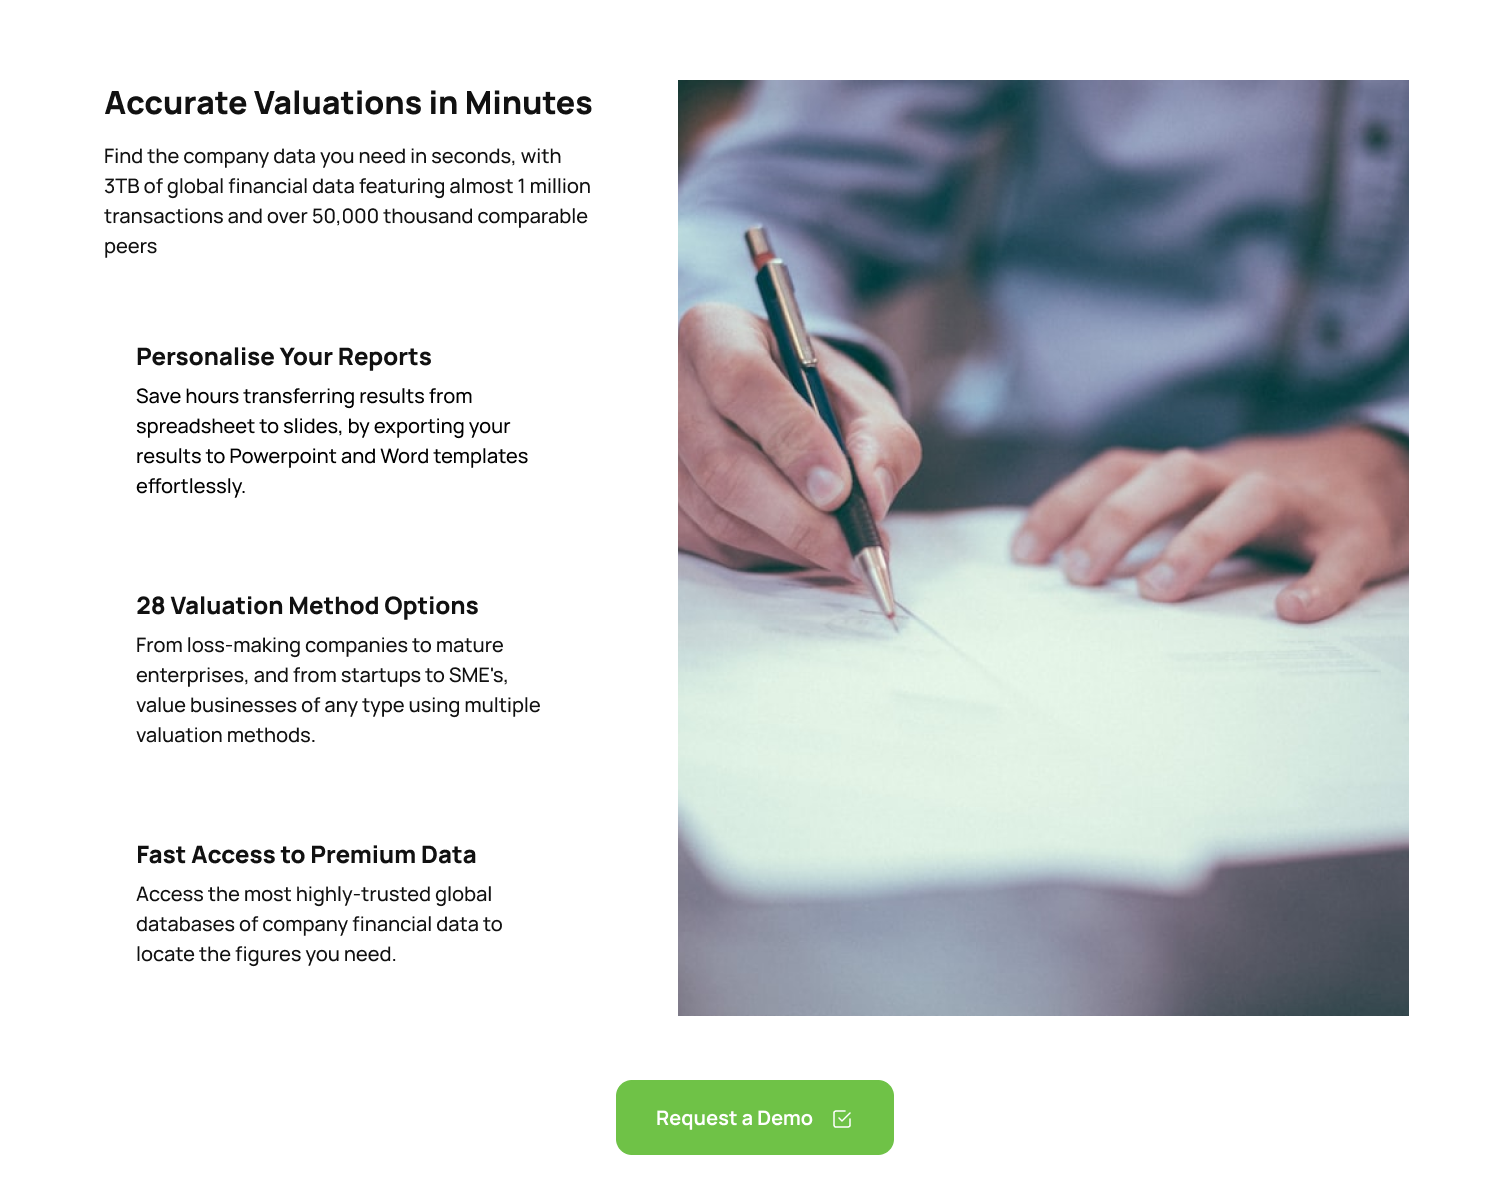 Accurate Valuations in Minutes
Find the company data you need in seconds, with
3TB of global financial data featuring almost 1 million
transactions and over 50,000 thousand comparable
peers
Personalise Your Reports
Save hours transferring results from
spreadsheet to slides, by exporting your
results to Powerpoint and Word templates
effortlessly.
28 Valuation Method Options
From loss-making companies to mature
enterprises, and from startups to SME's,
value businesses of any type using multiple
valuation methods.
Fast Access to Premium Data
Access the most highly-trusted global
databases of company financial data to
locate the figures you need.
Request a Demo